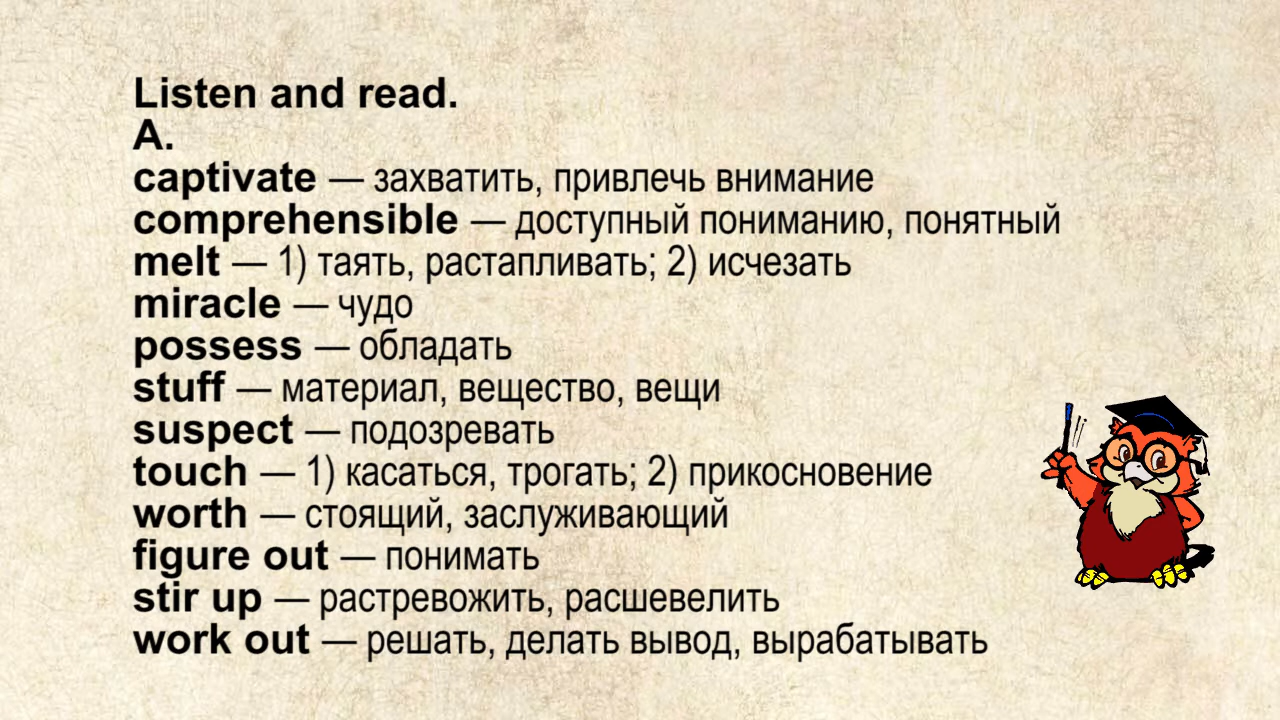 Listen and read.
A.
captivate — захватить, привлечь внимание
comprehensible — доступный пониманию, понятный
melt — 1) таять, растапливать; 2) исчезать
miracle — чудо
possess — обладать
stuff — материал, вещество, вещи
suspect — подозревать
touch — 1) касаться, трогать; 2) прикосновение
worth — стоящий, заслуживающий
figure out — понимать
stir up — растревожить, расшевелить
work out — решать, делать вывод, вырабатывать